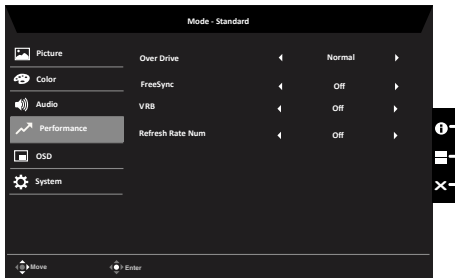 Mode - Standard
Picture
Color
Audio
Performance
OSD
System
Over Drive Normal
FreeSync Off
VRB Off
Refresh Rate Num Off
Move Enter